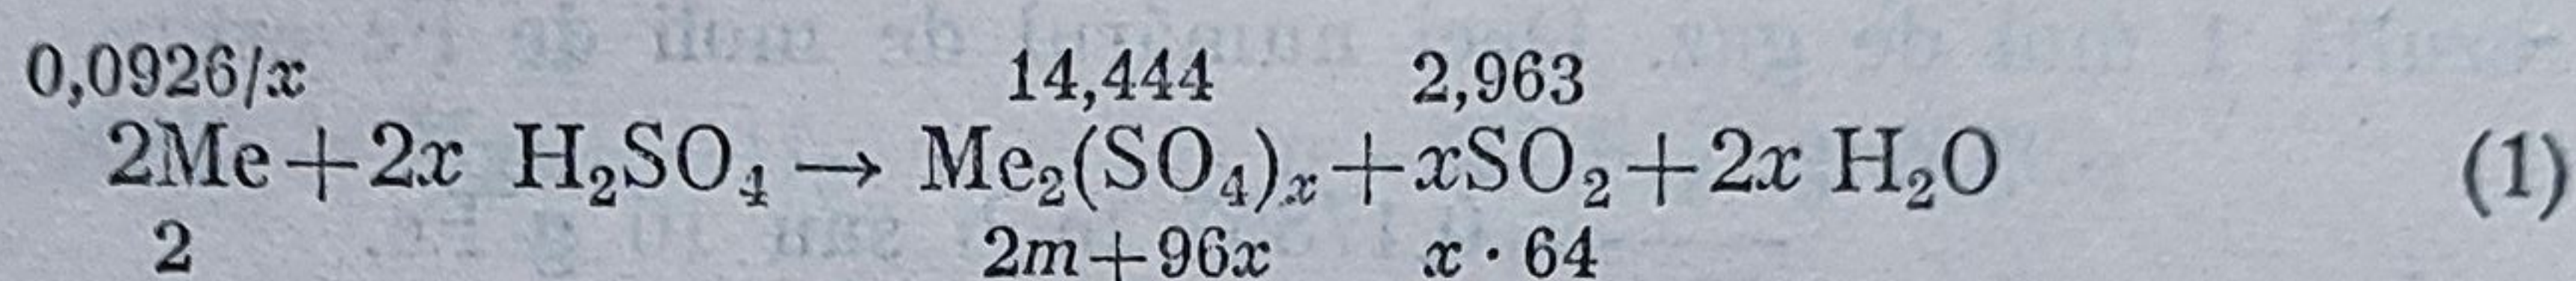 0,0926/x 14,444 2,963
2Me+2x H₂SO₄ → Me₂(SO₄)ₓ+xSO₂+2x H₂O (1)
2 2m+96x x · 64